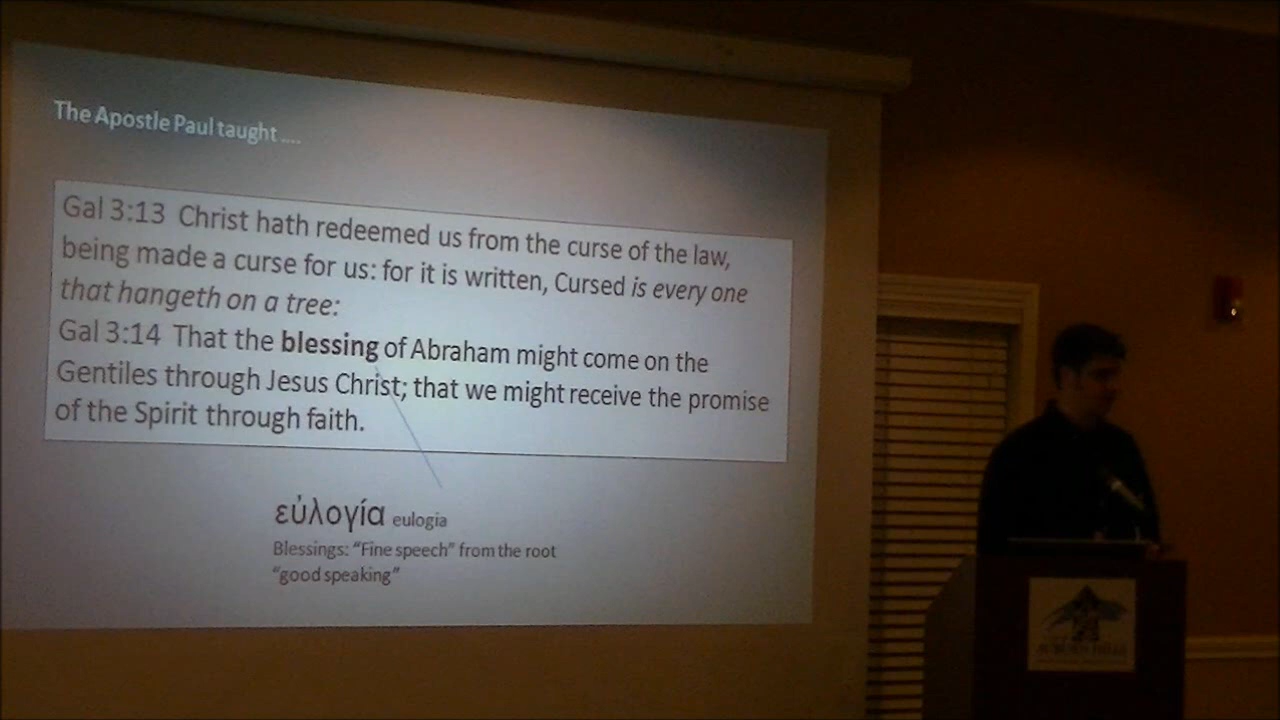 The Apostle Paul taught ....
Gal 3:13 Christ hath redeemed us from the curse of the law,
being made a curse for us: for it is written, Cursed is every one
that hangeth on a tree:
Gal 3:14 That the blessing of Abraham might come on the
Gentiles through Jesus Christ; that we might receive the promise
of the Spirit through faith.
εὐλογία eulogia
Blessings: “Fine speech” from the root
“good speaking”
AUBURN HILLS